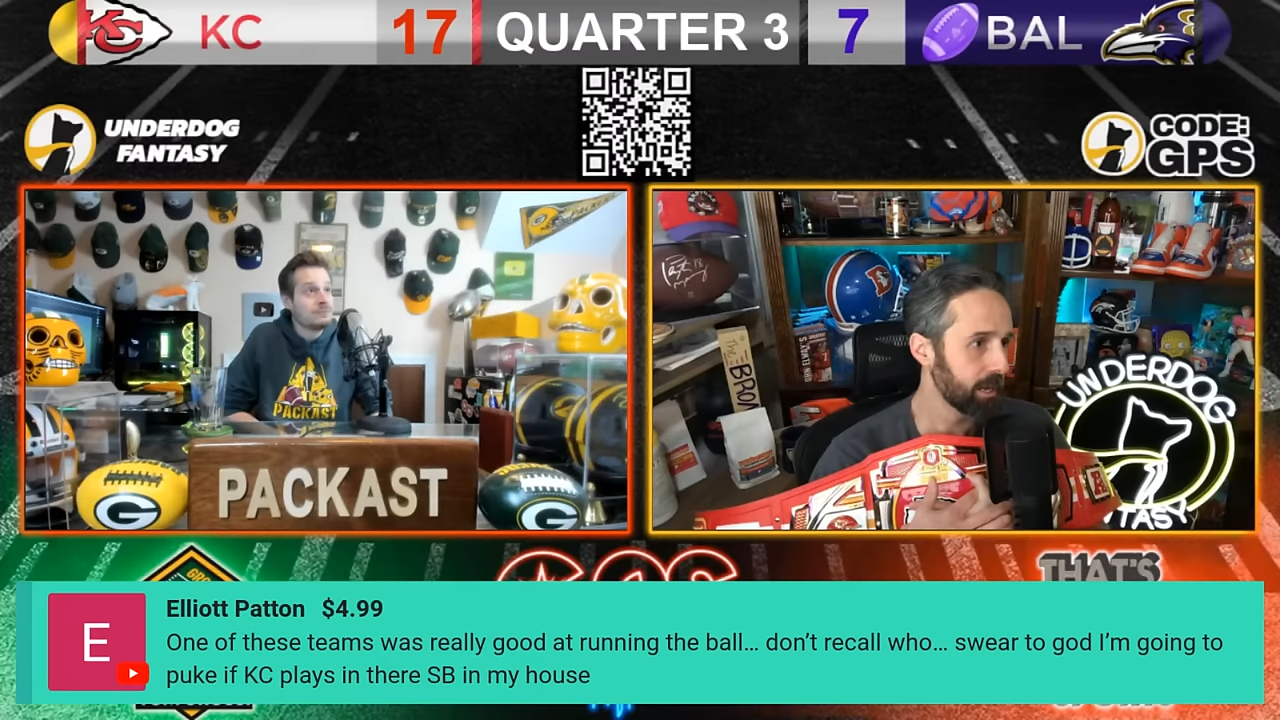 KC 17 QUARTER 3 7 BAL
UNDERDOG
FANTASY
CODE:
GPS
PACKAST
PACKAST
UNDERDOG
THAT'S
Elliott Patton $4.99
E
One of these teams was really good at running the ball… don’t recall who… swear to god I’m going to
puke if KC plays in there SB in my house